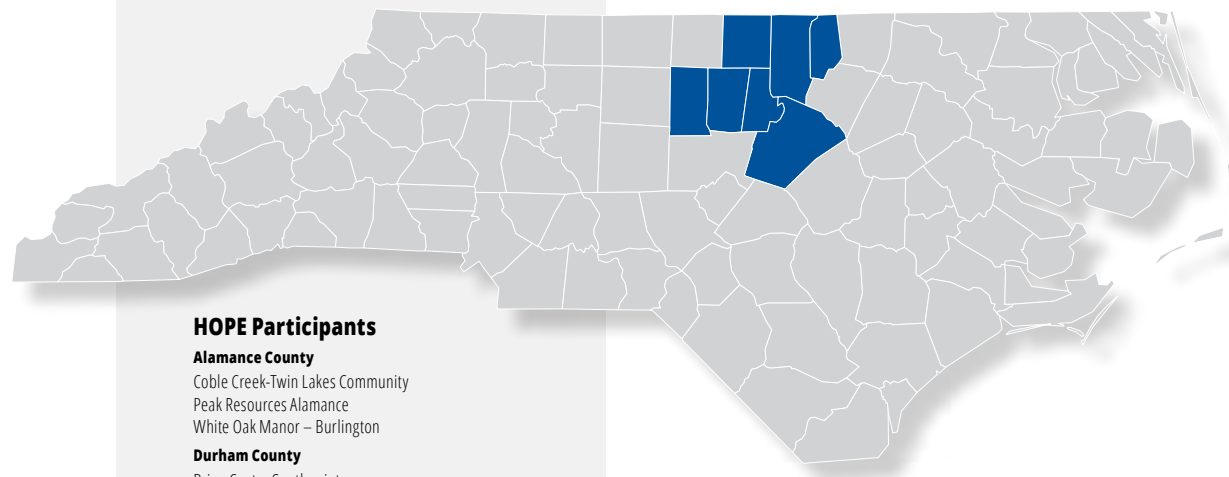 HOPE Participants
Alamance County
Coble Creek-Twin Lakes Community
Peak Resources Alamance
White Oak Manor – Burlington
Durham County